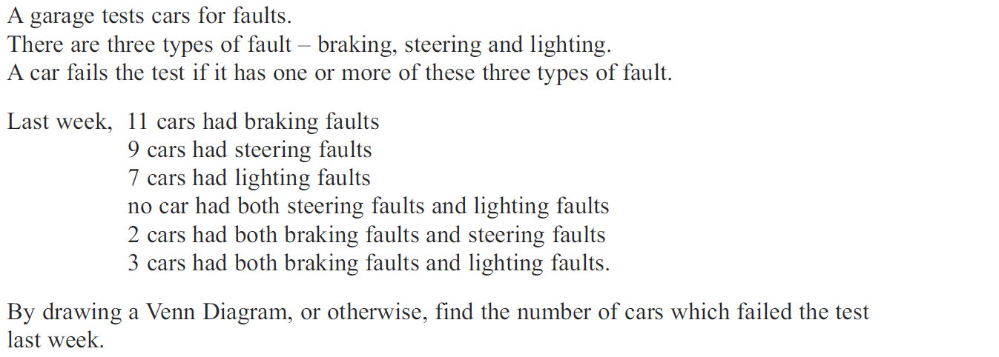 A garage tests cars for faults.
There are three types of fault – braking, steering and lighting.
A car fails the test if it has one or more of these three types of fault.
Last week, 11 cars had braking faults
9 cars had steering faults
7 cars had lighting faults
no car had both steering faults and lighting faults
2 cars had both braking faults and steering faults
3 cars had both braking faults and lighting faults.
By drawing a Venn Diagram, or otherwise, find the number of cars which failed the test
last week.